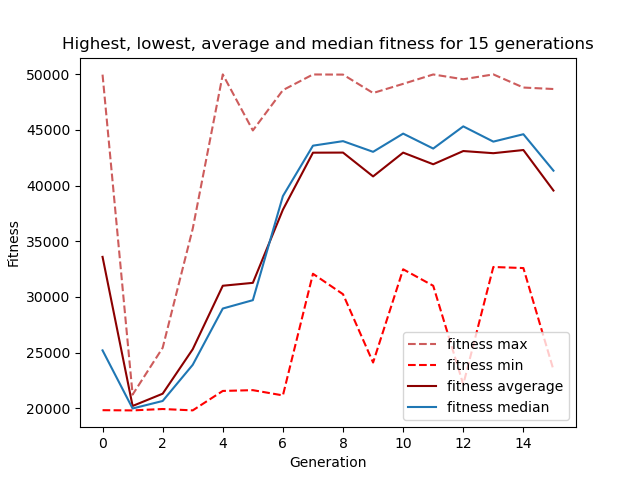 Highest, lowest, average and median fitness for 15 generations
50000
45000
40000
35000
30000
25000
20000
Fitness
0
2
4
6
8
10
12
14
Generation
fitness max
fitness min
fitness avgerage
fitness median